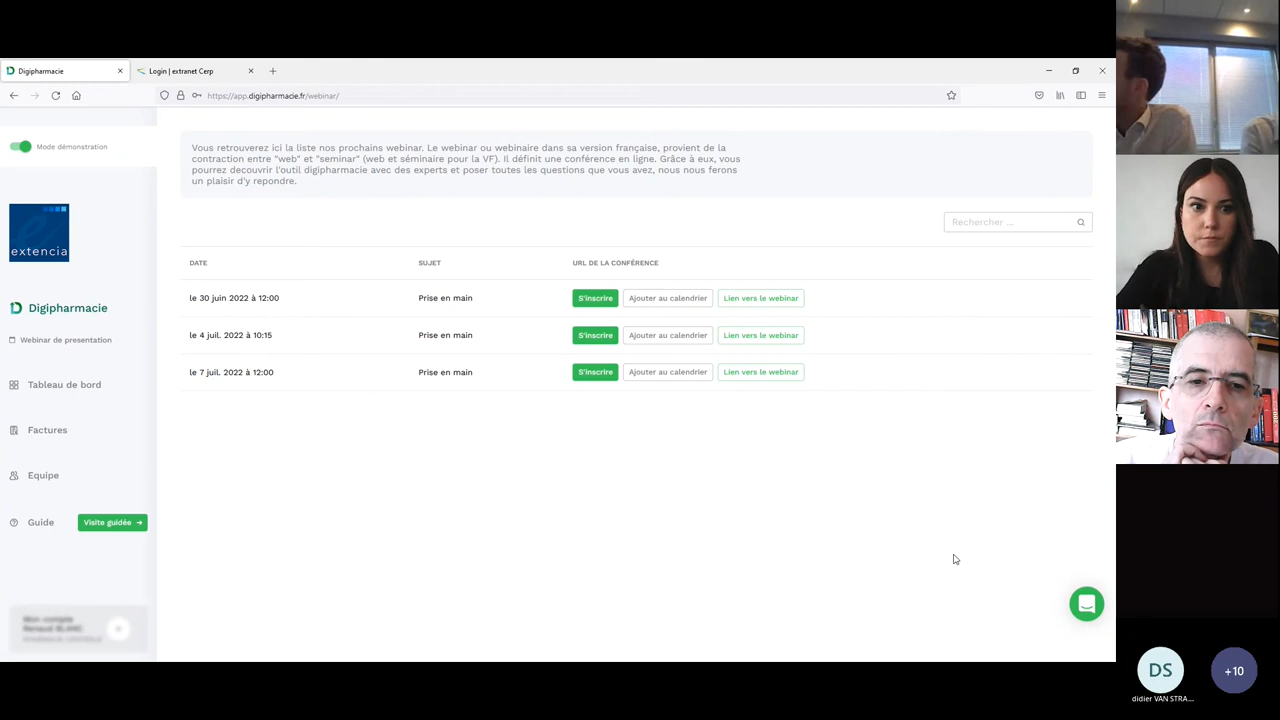 Digipharmacie
Login | extranet Cerp
https://app.digipharmacie.fr/webinar/
Mode démonstration
extencia
Digipharmacie
Webinar de presentation
Tableau de bord
Factures
Equipe
Guide
Visite guidée →
Mon compte
Renaud BLANC
Vous retrouverez ici la liste nos prochains webinar. Le webinar ou webinaire dans sa version française, provient de la
contraction entre "web" et "seminar" (web et séminaire pour la VF). Il définit une conférence en ligne. Grâce à eux, vous
pourrez decouvrir l'outil digipharmacie avec des experts et poser toutes les questions que vous avez, nous nous ferons
un plaisir d'y repondre.
Rechercher ...
DATE SUJET URL DE LA CONFÉRENCE
le 30 juin 2022 à 12:00 Prise en main S'inscrire Ajouter au calendrier Lien vers le webinar
le 4 juil. 2022 à 10:15 Prise en main S'inscrire Ajouter au calendrier Lien vers le webinar
le 7 juil. 2022 à 12:00 Prise en main S'inscrire Ajouter au calendrier Lien vers le webinar
DS
+10
didier VAN STRA...